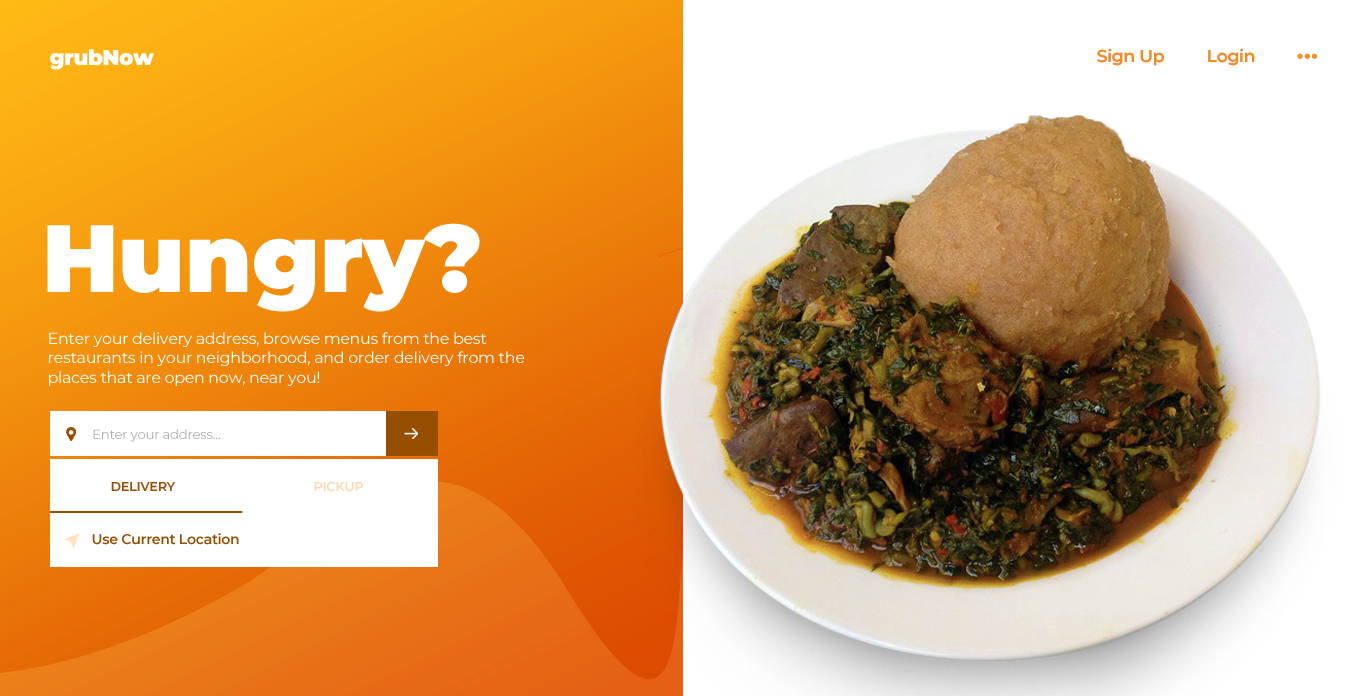 grubNow
Sign Up
Login
Hungry?
Enter your delivery address, browse menus from the best
restaurants in your neighborhood, and order delivery from the
places that are open now, near you!
Enter your address...
DELIVERY
PICKUP
Use Current Location